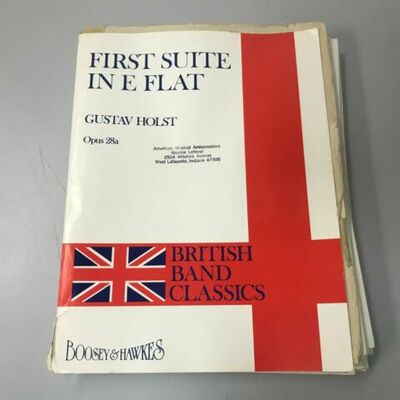 FIRST SUITE
IN E FLAT
GUSTAV HOLST
Opus 28a
American Musical Ambassadors
Maxine Lefever
2924 Wilshire Avenue
West Lafayette, Indiana 47906
BRITISH
BAND
CLASSICS
BOOSEY & HAWKES